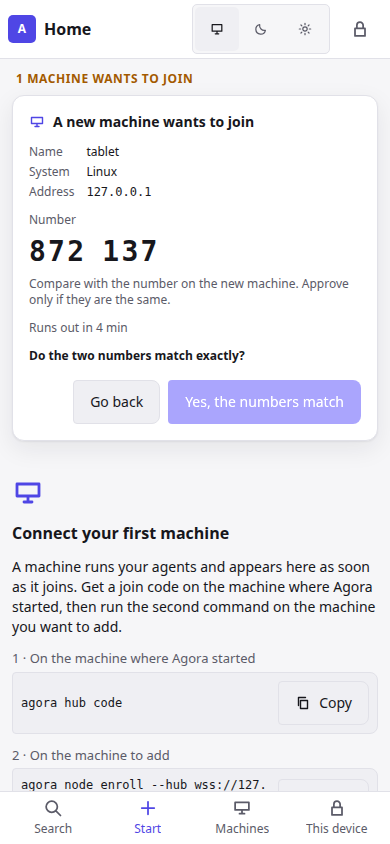 A Home
1 MACHINE WANTS TO JOIN
A new machine wants to join
Name tablet
System Linux
Address 127.0.0.1
Number
872 137
Compare with the number on the new machine. Approve
only if they are the same.
Runs out in 4 min
Do the two numbers match exactly?
Go back Yes, the numbers match
Connect your first machine
A machine runs your agents and appears here as soon
as it joins. Get a join code on the machine where Agora
started, then run the second command on the machine
you want to add.
1 · On the machine where Agora started
agora hub code Copy
2 · On the machine to add
agora node enroll --hub wss://127.
Search Start Machines This device